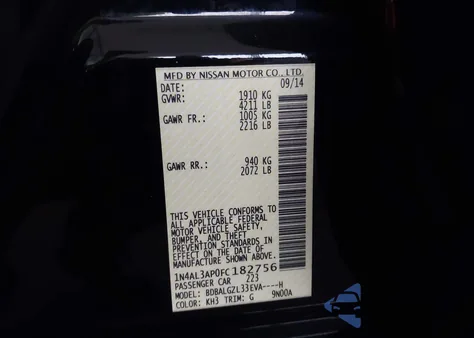 MFD BY NISSAN MOTOR CO., LTD.
DATE: 09/14
GVWR: 1910 KG
4211 LB
GAWR FR.: 1005 KG
2216 LB
GAWR RR.: 940 KG
2072 LB
THIS VEHICLE CONFORMS TO
ALL APPLICABLE FEDERAL
MOTOR VEHICLE SAFETY,
BUMPER, AND THEFT
PREVENTION STANDARDS IN
EFFECT ON THE DATE OF
MANUFACTURE SHOWN ABOVE.
1N4AL3AP0FC182756
PASSENGER CAR 223
MODEL: BDBALGZL33EVA----H
COLOR: KH3 TRIM: G 9N00A